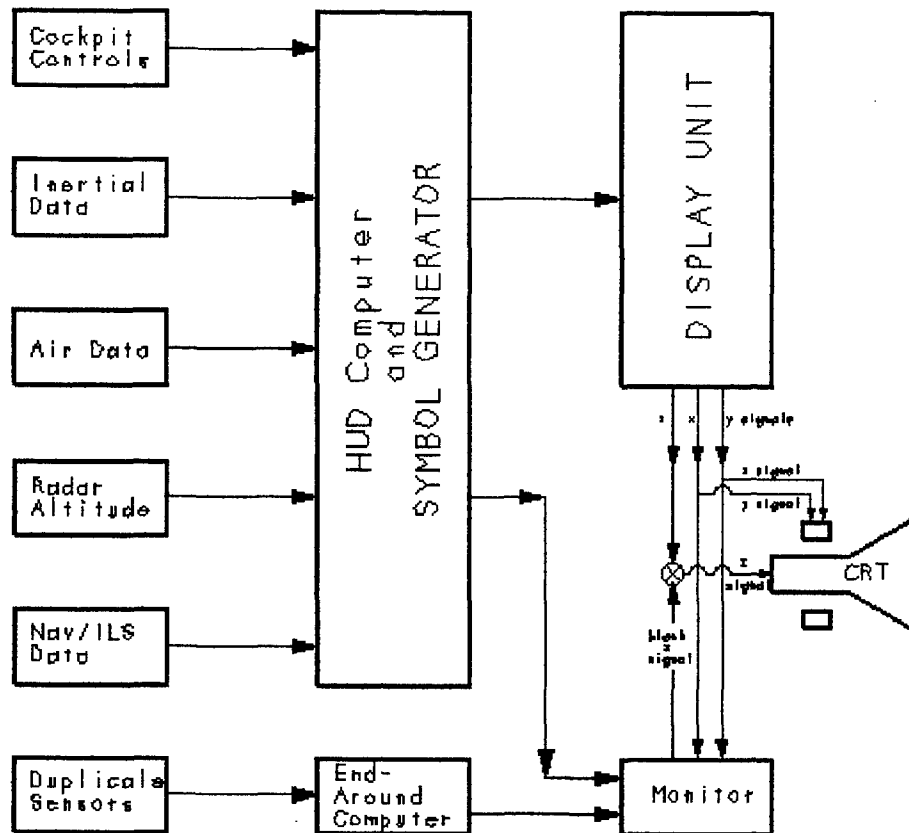 Cockpit
Controls
Inertial
Data
Air Data
Radar
Altitude
Nav/ILS
Data
Duplicate
Sensors
HUD Computer
and
SYMBOL GENERATOR
End-
Around
Computer
DISPLAY UNIT
z x y signals
x signal
y signal
z
signal
CRT
blank
z
signal
Monitor